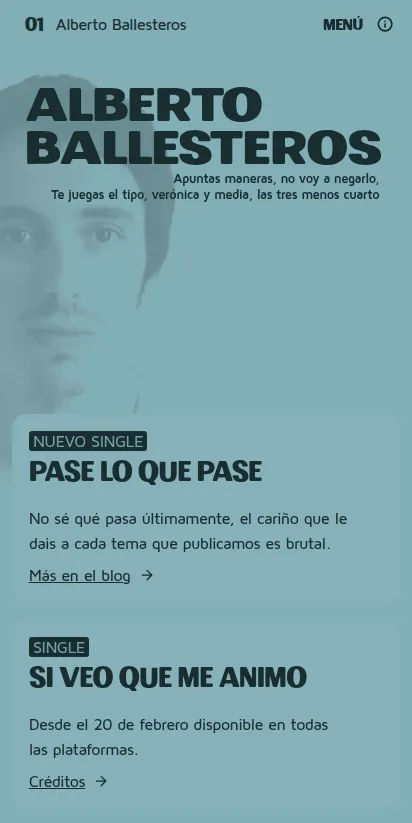 01 Alberto Ballesteros MENÚ
ALBERTO
BALLESTEROS
Apuntas maneras, no voy a negarlo,
Te juegas el tipo, verónica y media, las tres menos cuarto
NUEVO SINGLE
PASE LO QUE PASE
No sé qué pasa últimamente, el cariño que le
dais a cada tema que publicamos es brutal.
Más en el blog →
SINGLE
SI VEO QUE ME ANIMO
Desde el 20 de febrero disponible en todas
las plataformas.
Créditos →